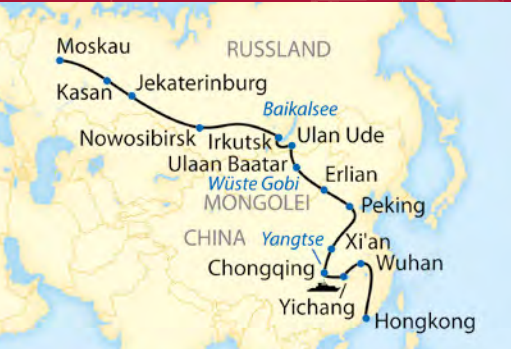 Moskau
RUSSLAND
Kasan
Jekaterinburg
Baikalsee
Nowosibirsk
Irkutsk
Ulan Ude
Ulaan Baatar
Wüste Gobi
Erlian
MONGOLEI
Peking
CHINA
Yangtse
Xi'an
Chongqing
Wuhan
Yichang
Hongkong